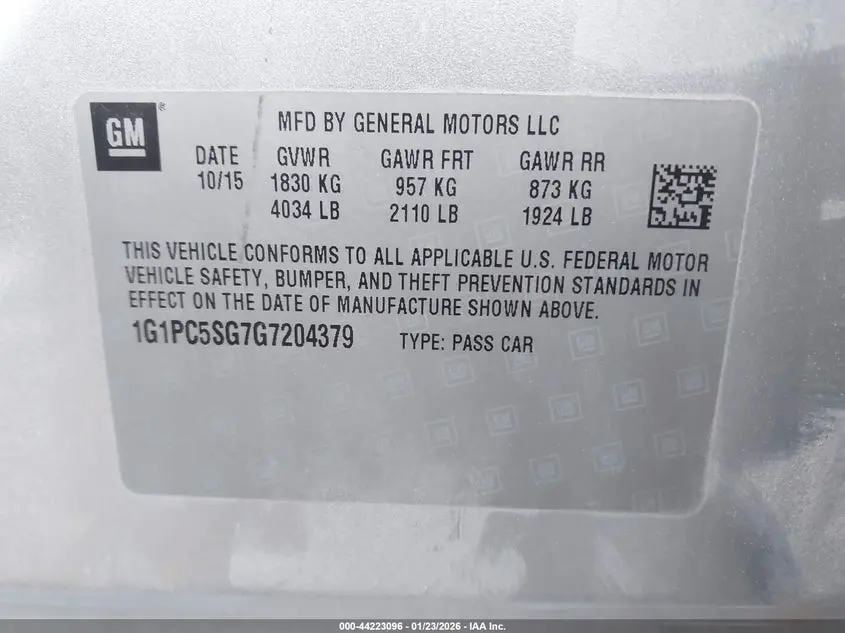 GM
MFD BY GENERAL MOTORS LLC
DATE GVWR GAWR FRT GAWR RR
10/15 1830 KG 957 KG 873 KG
4034 LB 2110 LB 1924 LB
THIS VEHICLE CONFORMS TO ALL APPLICABLE U.S. FEDERAL MOTOR
VEHICLE SAFETY, BUMPER, AND THEFT PREVENTION STANDARDS IN
EFFECT ON THE DATE OF MANUFACTURE SHOWN ABOVE.
1G1PC5SG7G7204379 TYPE: PASS CAR
000-44223096 - 01/23/2026 - IAA Inc.